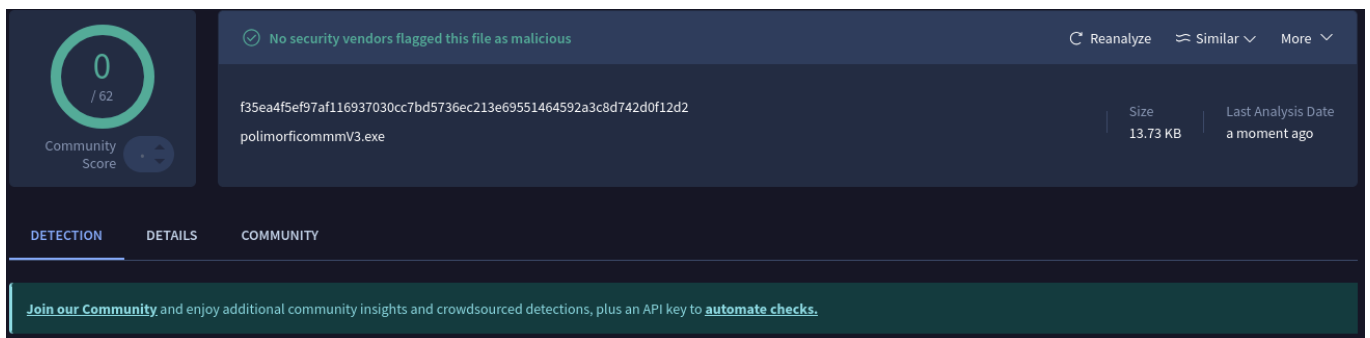 0
/ 62
Community
Score
No security vendors flagged this file as malicious
Reanalyze
Similar
More
f35ea4f5ef97af116937030cc7bd5736ec213e69551464592a3c8d742d0f12d2
polimorficommmV3.exe
Size
13.73 KB
Last Analysis Date
a moment ago
DETECTION
DETAILS
COMMUNITY
Join our Community and enjoy additional community insights and crowdsourced detections, plus an API key to automate checks.